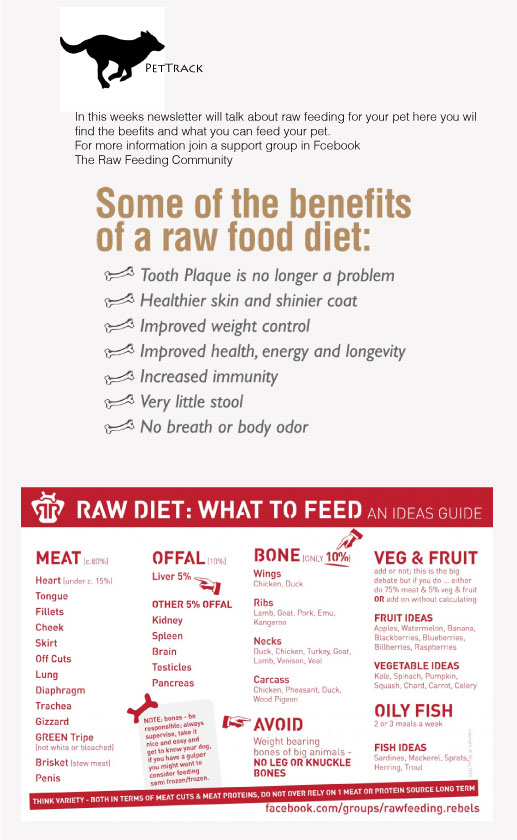 PetTrack
In this weeks newsletter will talk about raw feeding for your pet here you wil
find the beefits and what you can feed your pet.
For more information join a support group in Fcebook
The Raw Feeding Community
Some of the benefits
of a raw food diet:
Tooth Plaque is no longer a problem
Healthier skin and shinier coat
Improved weight control
Improved health, energy and longevity
Increased immunity
Very little stool
No breath or body odor
RAW DIET: WHAT TO FEED AN IDEAS GUIDE
MEAT (c.80%)
Heart (under c. 15%)
Tongue
Fillets
Cheek
Skirt
Off Cuts
Lung
Diaphragm
Trachea
Gizzard
GREEN Tripe
(not white or bleached)
Brisket (stew meat)
Penis
OFFAL (10%)
Liver 5%
OTHER 5% OFFAL
Kidney
Spleen
Brain
Testicles
Pancreas
NOTE: bones - be
responsible; always
supervise, take it
nice and easy and
get to know your dog,
if you have a gulper
you might want to
consider feeding
semi frozen/frozen.
BONE (ONLY 10%)
Wings
Chicken, Duck
Ribs
Lamb, Goat, Pork, Emu,
Kangeroo
Necks
Duck, Chicken, Turkey, Goat,
Lamb, Venison, Veal
Carcass
Chicken, Pheasant, Duck,
Wood Pigeon
AVOID
Weight bearing
bones of big animals -
NO LEG OR KNUCKLE
BONES
VEG & FRUIT
add or not; this is the big
debate but if you do ... either
do 75% meat & 5% veg & fruit
OR add on without calculating
FRUIT IDEAS
Apples, Watermelon, Banana,
Blackberries, Blueberries,
Billberries, Raspberries
VEGETABLE IDEAS
Kale, Spinach, Pumpkin,
Squash, Chard, Carrot, Celery
OILY FISH
2 or 3 meals a week
FISH IDEAS
Sardines, Mackerel, Sprats,
Herring, Trout
THINK VARIETY - BOTH IN TERMS OF MEAT CUTS & MEAT PROTEINS, DO NOT OVER RELY ON 1 MEAT OR PROTEIN SOURCE LONG TERM
facebook.com/groups/rawfeeding.rebels